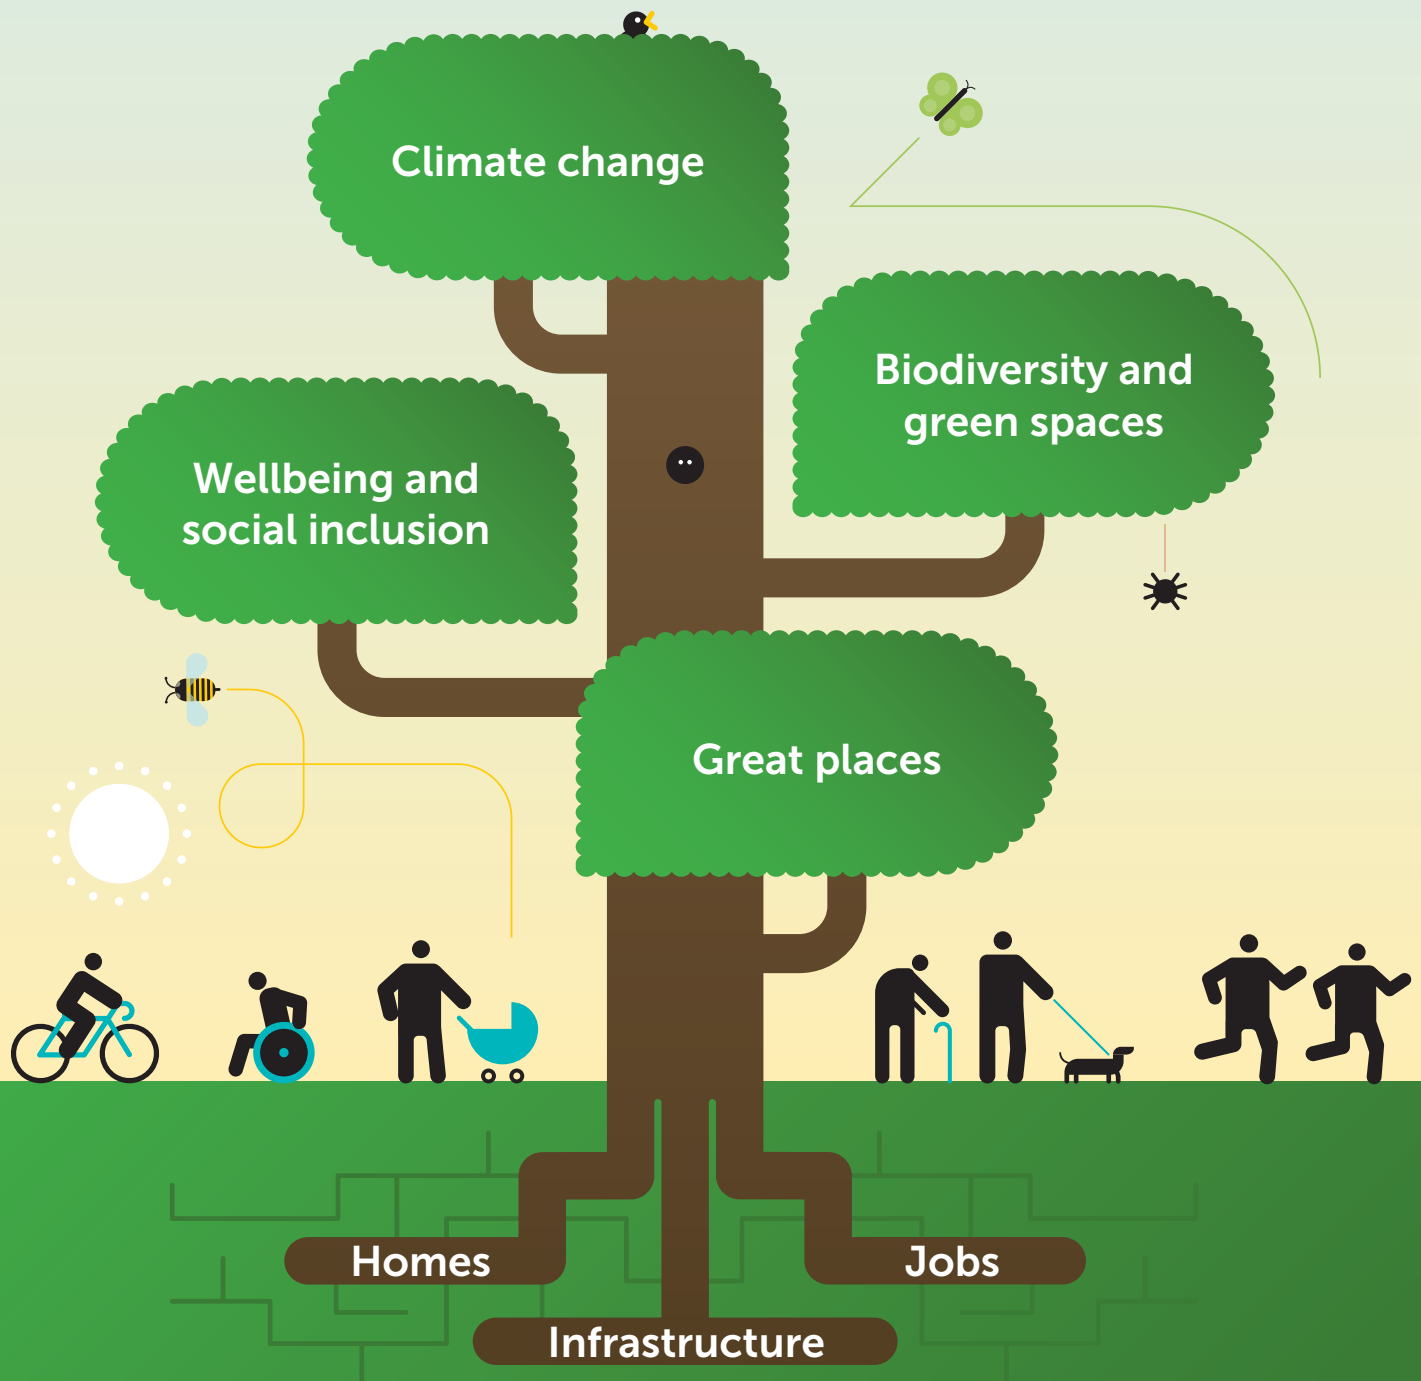 Climate change
Biodiversity and
green spaces
Wellbeing and
social inclusion
Great places
Homes
Jobs
Infrastructure